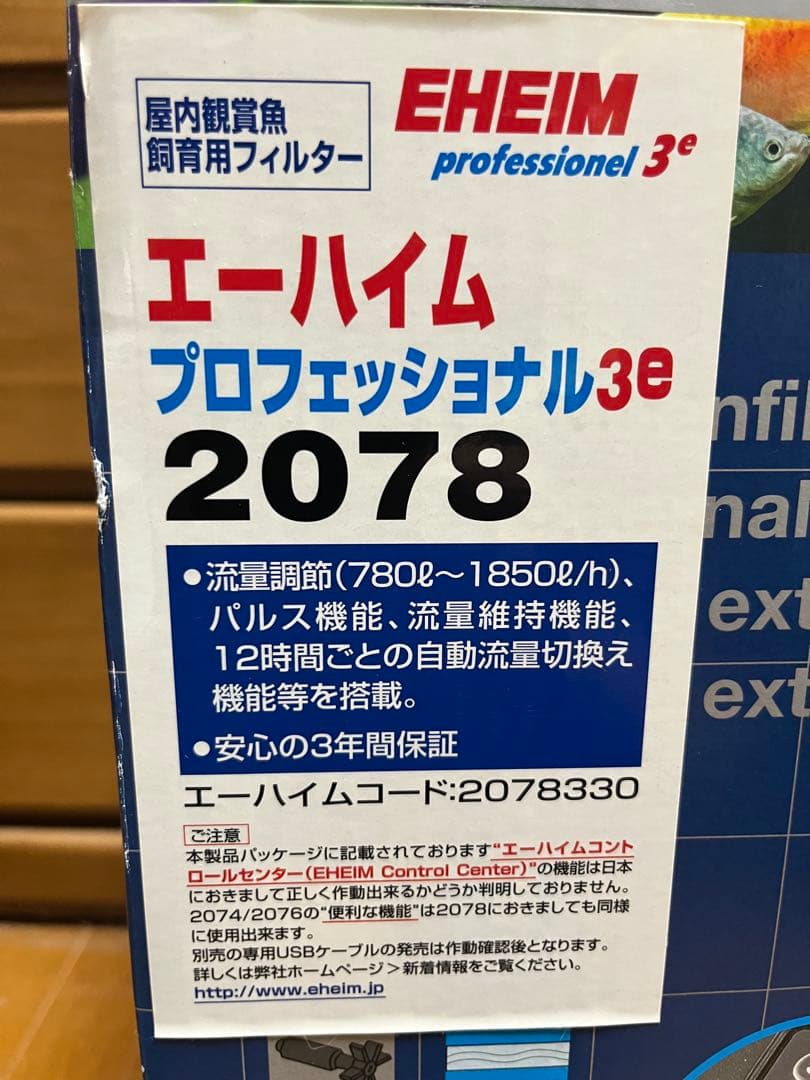 屋内観賞魚
飼育用フィルター
EHEIM
professionel 3e
エーハイム
プロフェッショナル3e
2078
●流量調節(780ℓ～1850ℓ/h)、
パルス機能、流量維持機能、
12時間ごとの自動流量切換え
機能等を搭載。
●安心の3年間保証
エーハイムコード:2078330
ご注意
本製品パッケージに記載されております“エーハイムコント
ロールセンター(EHEIM Control Center)”の機能は日本
におきまして正しく作動出来るかどうか判明しておりません。
2074/2076の“便利な機能”は2078におきましても同様
に使用出来ます。
別売の専用USBケーブルの発売は作動確認後となります。
詳しくは弊社ホームページ＞新着情報をご覧ください。
http://www.eheim.jp